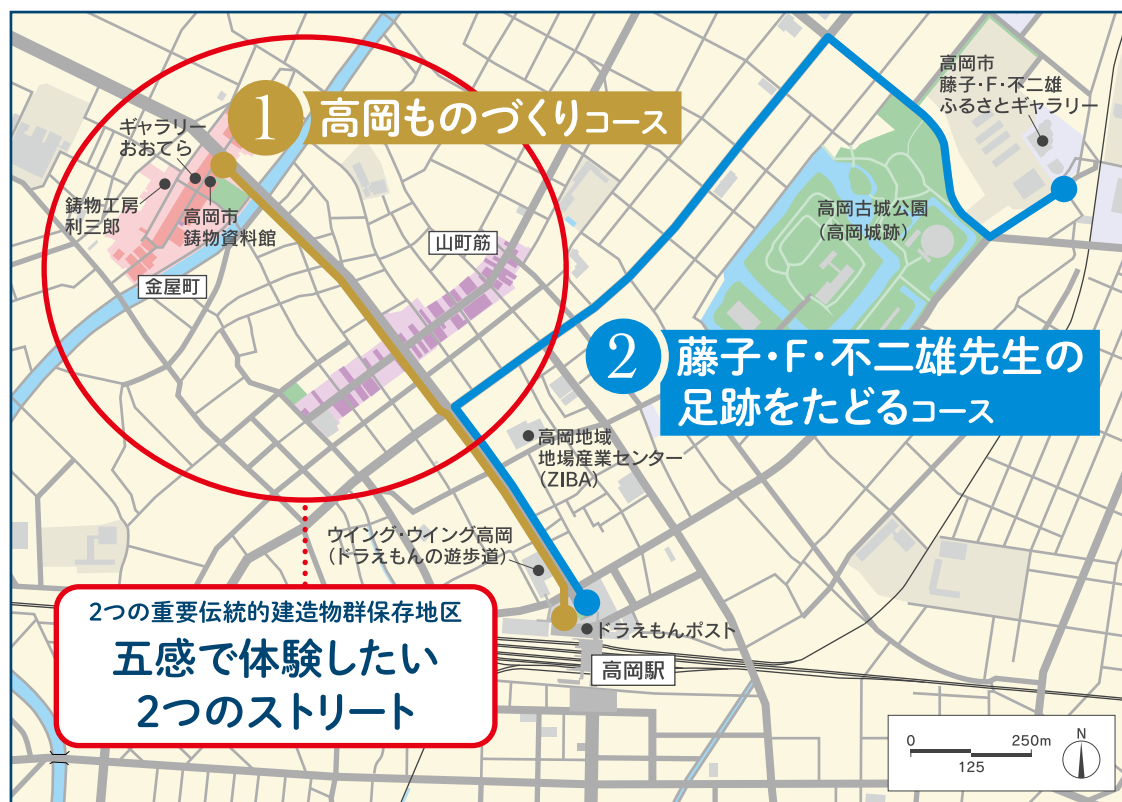 1
高岡ものづくりコース
ギャラリー
おおてら
鋳物工房
利三郎
高岡市
鋳物資料館
金屋町
山町筋
高岡市
藤子・F・不二雄
ふるさとギャラリー
高岡古城公園
(高岡城跡)
2
藤子・F・不二雄先生の
足跡をたどるコース
高岡地域
地場産業センター
(ZIBA)
ウイング・ウイング高岡
(ドラえもんの遊歩道)
ドラえもんポスト
高岡駅
2つの重要伝統的建造物群保存地区
五感で体験したい
2つのストリート
0 250m
125
N